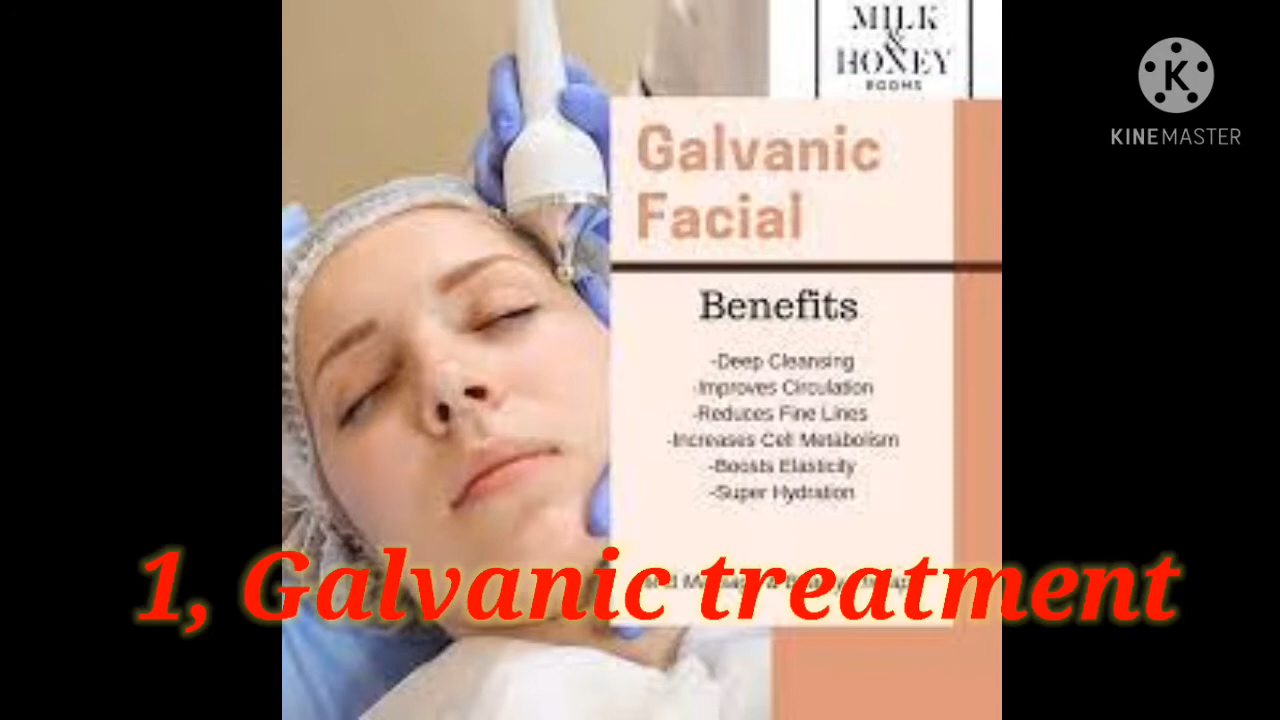 MILK
&
HONEY
ROOMS
KINEMASTER
Galvanic
Facial
Benefits
-Deep Cleansing
-Improves Circulation
-Reduces Fine Lines
-Increases Cell Metabolism
-Boosts Elasticity
-Super Hydration
1, Galvanic treatment